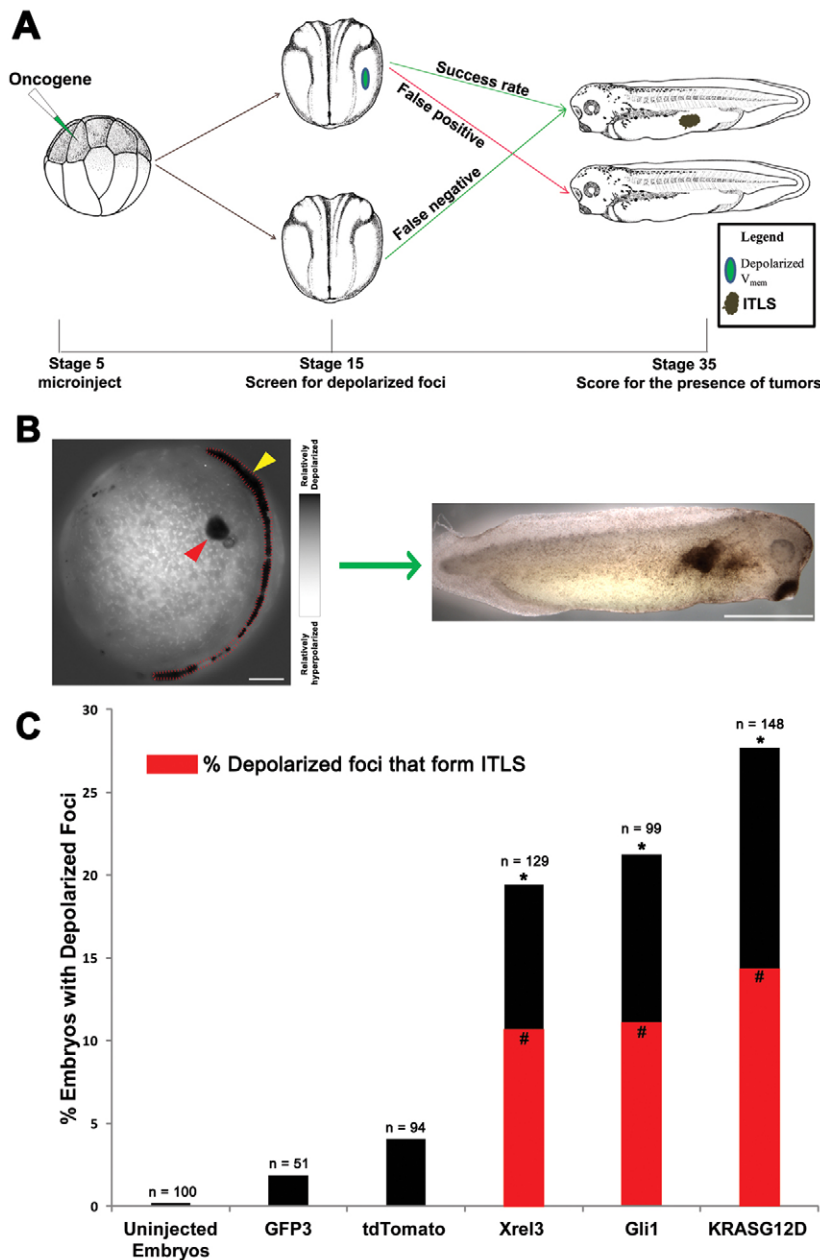 A
Oncogene
Success rate
False positive
False negative
Legend
Depolarized
Vmem
ITLS
Stage 5
microinject
Stage 15
Screen for depolarized foci
Stage 35
Score for the presence of tumors
B
Relatively
Depolarized
Relatively
hyperpolarized
C
% Embryos with Depolarized Foci
30
25
20
15
10
5
0
% Depolarized foci that form ITLS
n = 100
n = 51
n = 94
n = 129
*
#
n = 99
*
#
n = 148
*
#
Uninjected
Embryos
GFP3
tdTomato
Xrel3
Gli1
KRASG12D